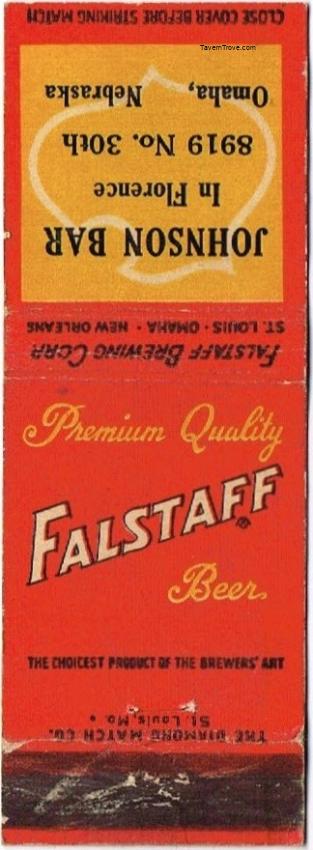 CLOSE COVER BEFORE STRIKING MATCH
TavernTrove.com
JOHNSON BAR
In Florence
8919 No. 30th
Omaha, Nebraska
FALSTAFF BREWING CORP.
ST. LOUIS • OMAHA • NEW ORLEANS
Premium Quality
FALSTAFF®
Beer
THE CHOICEST PRODUCT OF THE BREWERS' ART
THE DIAMOND MATCH CO.
St. Louis, Mo.